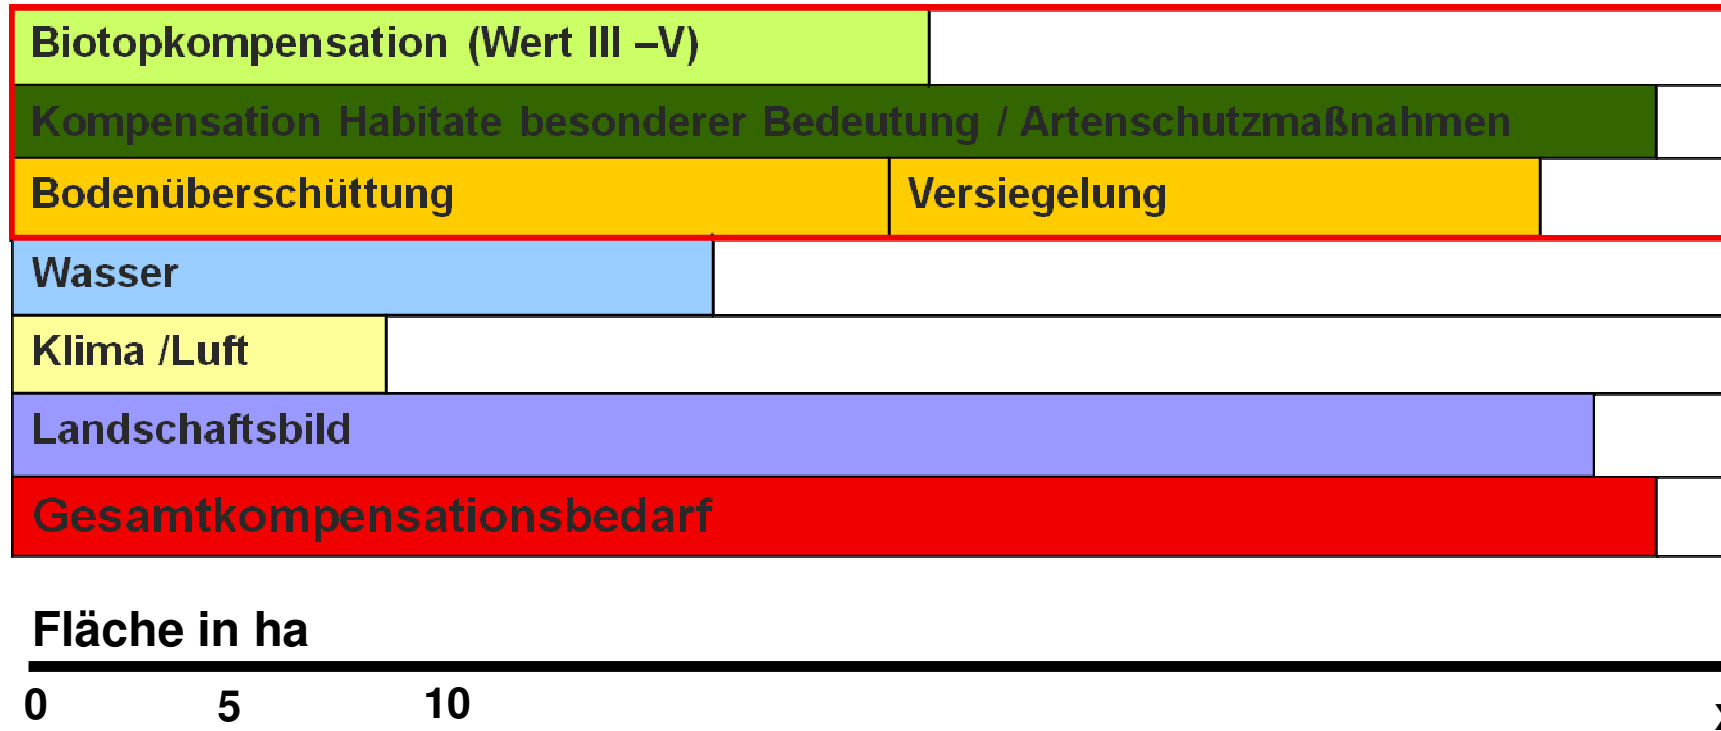 Biotopkompensation (Wert III –V)
Kompensation Habitate besonderer Bedeutung / Artenschutzmaßnahmen
Bodenüberschüttung Versiegelung
Wasser
Klima /Luft
Landschaftsbild
Gesamtkompensationsbedarf
Fläche in ha
0 5 10